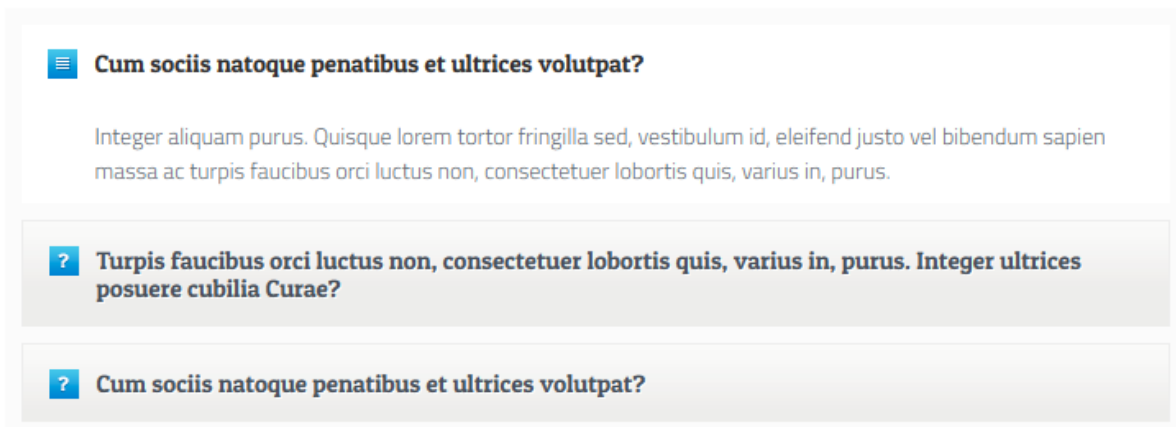 Cum sociis natoque penatibus et ultrices volutpat?
Integer aliquam purus. Quisque lorem tortor fringilla sed, vestibulum id, eleifend justo vel bibendum sapien
massa ac turpis faucibus orci luctus non, consectetuer lobortis quis, varius in, purus.
? Turpis faucibus orci luctus non, consectetuer lobortis quis, varius in, purus. Integer ultrices
posuere cubilia Curae?
? Cum sociis natoque penatibus et ultrices volutpat?